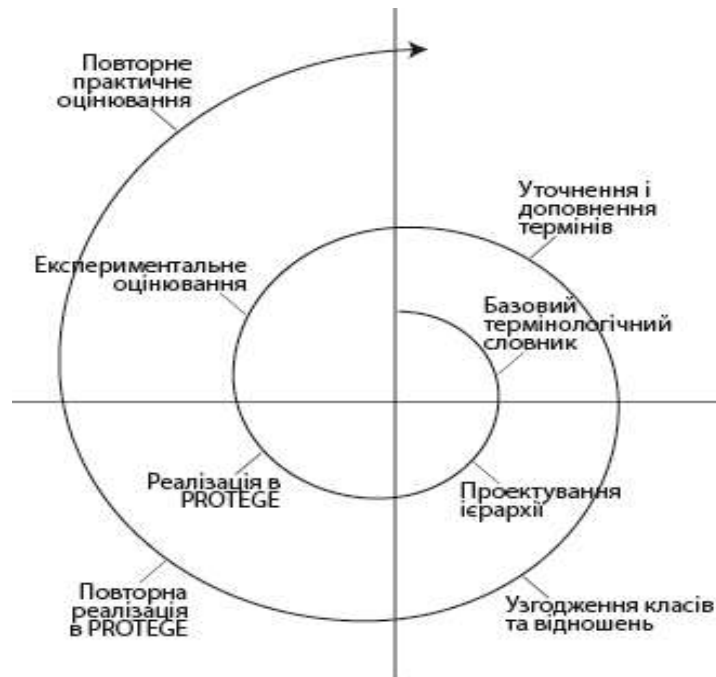 Повторне
практичне
оцінювання
Уточнення і
доповнення
термінів
Експериментальне
оцінювання
Базовий
термінологічний
словник
Реалізація в
PROTEGE
Проектування
ієрархії
Повторна
реалізація
в PROTEGE
Узгодження класів
та відношень